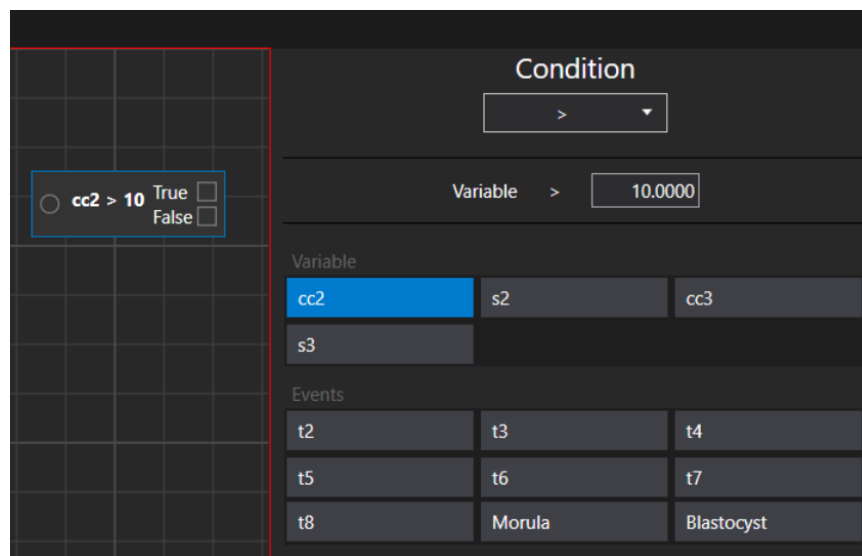 Condition
>
cc2 > 10 True
False
Variable > 10.0000
Variable
cc2 s2 cc3
s3
Events
t2 t3 t4
t5 t6 t7
t8 Morula Blastocyst